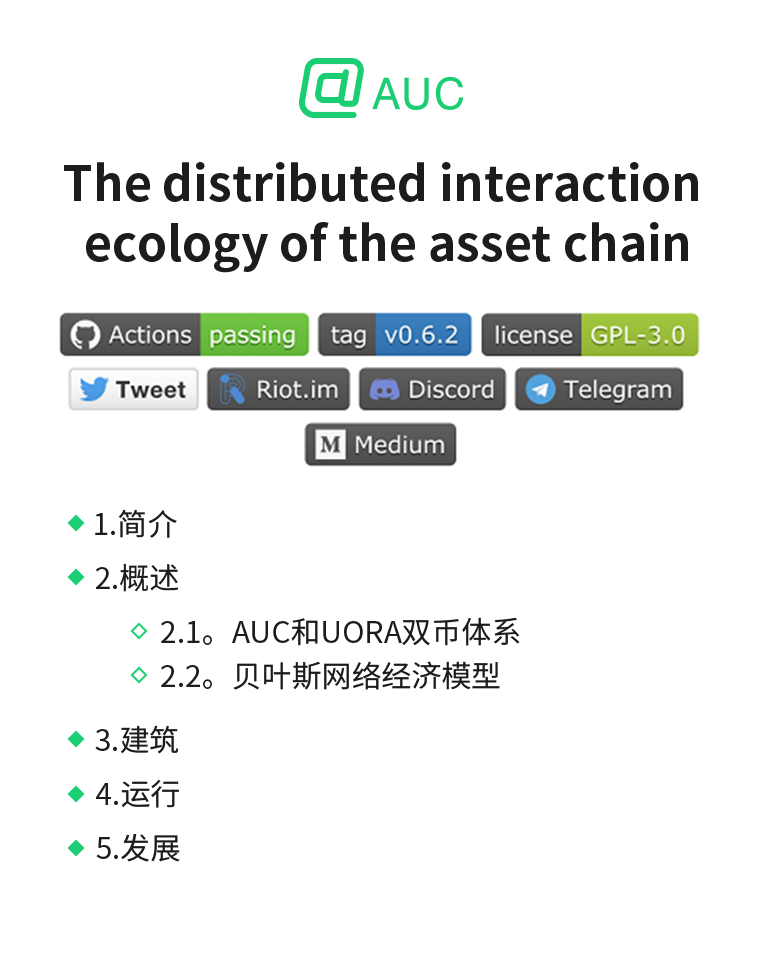 AUC
The distributed interaction
ecology of the asset chain
Actions passing tag v0.6.2 license GPL-3.0
Tweet Riot.im Discord Telegram
M Medium
1.简介
2.概述
2.1。AUC和UORA双币体系
2.2。贝叶斯网络经济模型
3.建筑
4.运行
5.发展